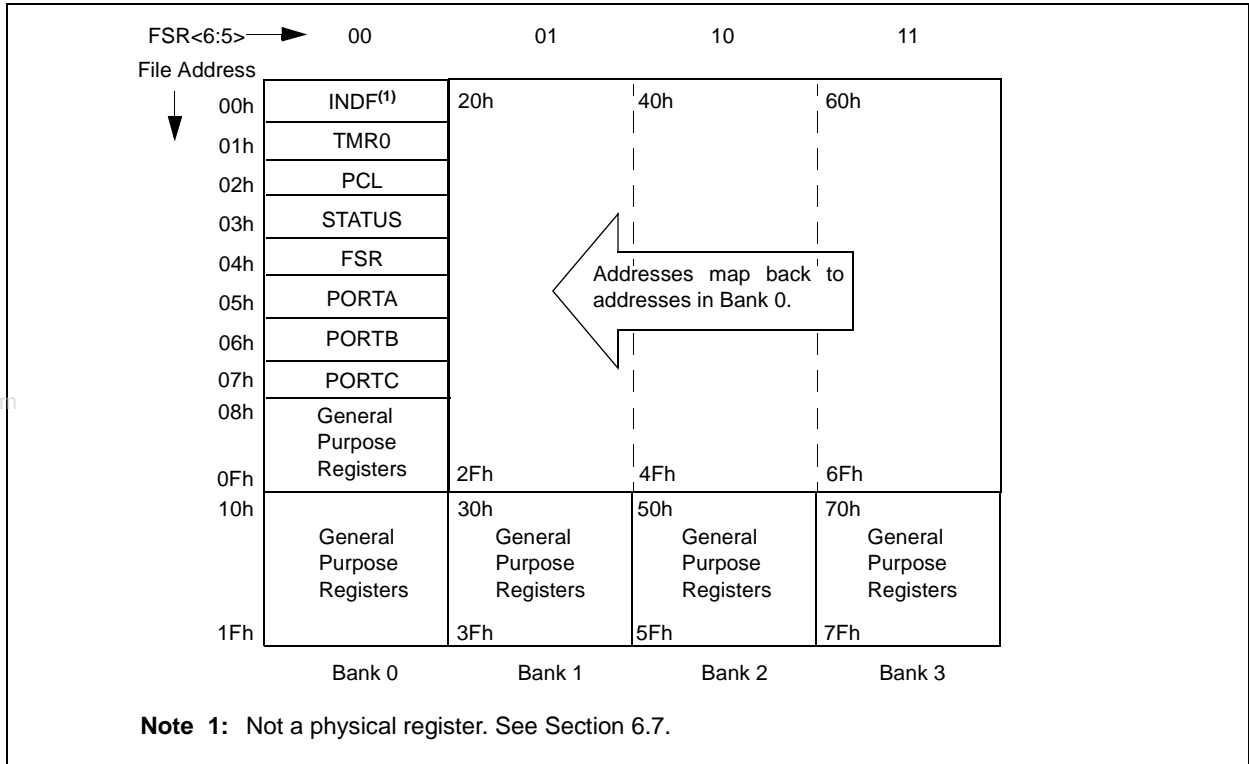 FSR<6:5> 00 01 10 11
File Address
00h INDF(1) 20h 40h 60h
01h TMR0
02h PCL
03h STATUS
04h FSR
Addresses map back to
addresses in Bank 0.
05h PORTA
06h PORTB
07h PORTC
08h General
Purpose
Registers
0Fh 2Fh 4Fh 6Fh
10h 30h 50h 70h
General General General General
Purpose Purpose Purpose Purpose
Registers Registers Registers Registers
1Fh 3Fh 5Fh 7Fh
Bank 0 Bank 1 Bank 2 Bank 3
Note 1: Not a physical register. See Section 6.7.
m